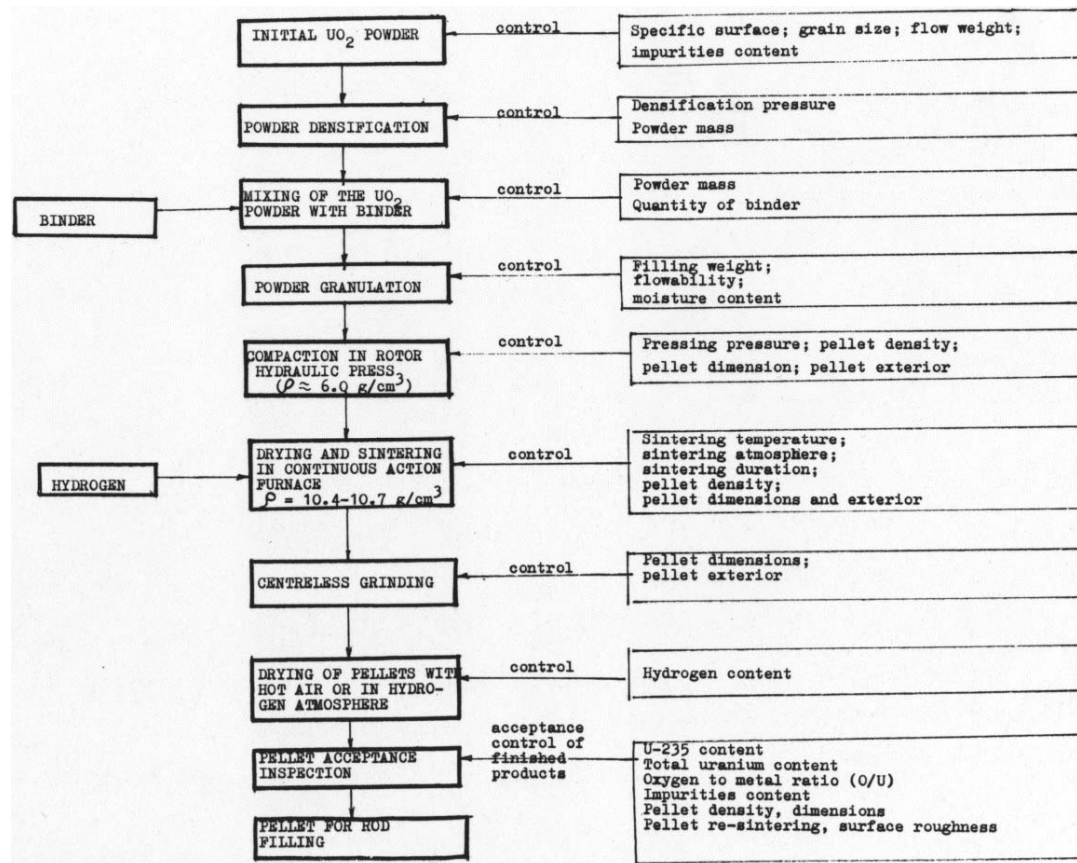 INITIAL UO₂ POWDER
control
Specific surface; grain size; flow weight;
impurities content
POWDER DENSIFICATION
control
Densification pressure
Powder mass
BINDER
MIXING OF THE UO₂
POWDER WITH BINDER
control
Powder mass
Quantity of binder
POWDER GRANULATION
control
Filling weight;
flowability;
moisture content
COMPACTION IN ROTOR
HYDRAULIC PRESS
(ρ ≈ 6.0 g/cm³)
control
Pressing pressure; pellet density;
pellet dimension; pellet exterior
HYDROGEN
DRYING AND SINTERING
IN CONTINUOUS ACTION
FURNACE
ρ = 10.4-10.7 g/cm³
control
Sintering temperature;
sintering atmosphere;
sintering duration;
pellet density;
pellet dimensions and exterior
CENTRELESS GRINDING
control
Pellet dimensions;
pellet exterior
DRYING OF PELLETS WITH
HOT AIR OR IN HYDRO-
GEN ATMOSPHERE
control
Hydrogen content
PELLET ACCEPTANCE
INSPECTION
acceptance
control of
finished
products
U-235 content
Total uranium content
Oxygen to metal ratio (O/U)
Impurities content
Pellet density, dimensions
Pellet re-sintering, surface roughness
PELLET FOR ROD
FILLING